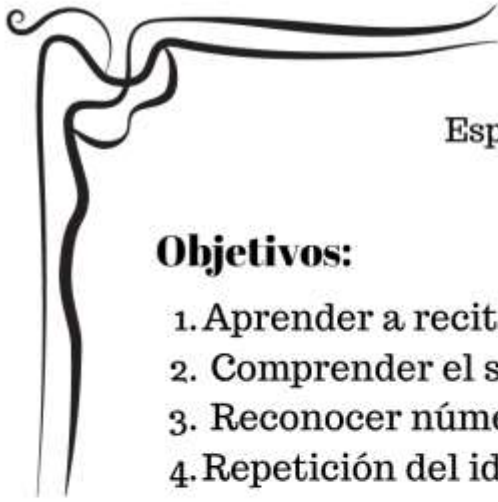 Esp
Objetivos:
1. Aprender a recit
2. Comprender el s
3. Reconocer núme
4. Repetición del id